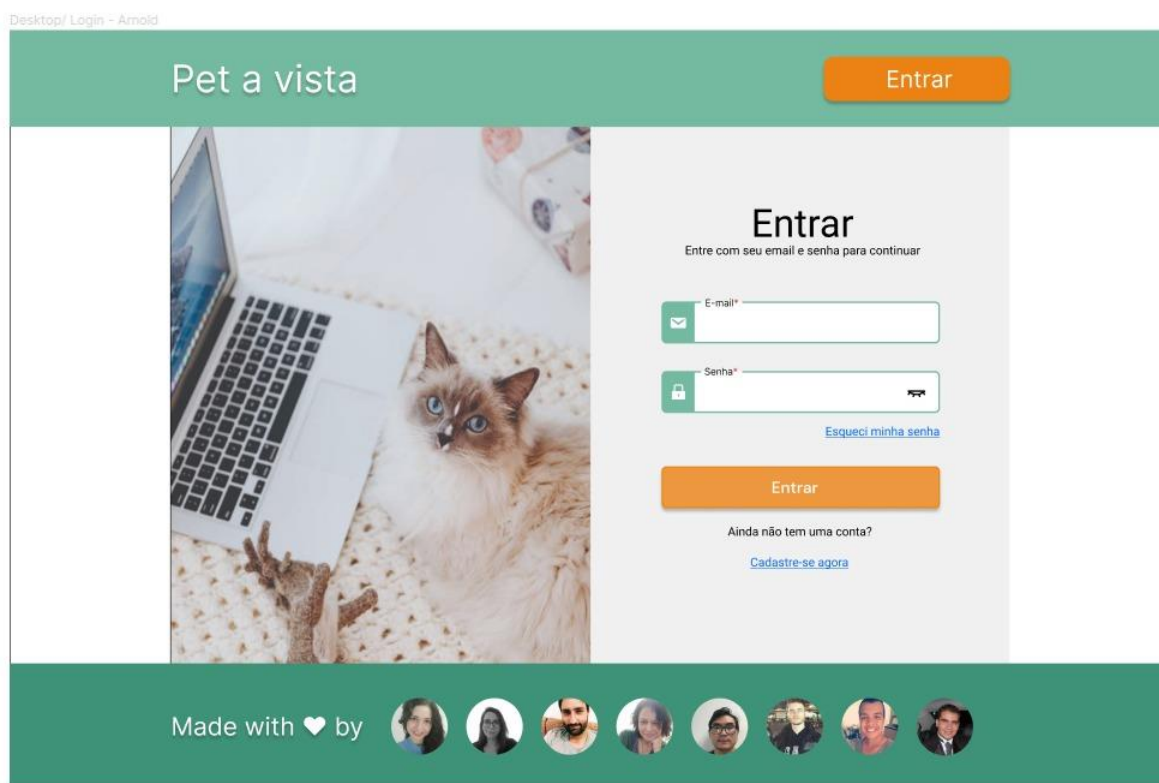 Desktop/ Login - Arnold
Pet a vista
Entrar
Entrar
Entre com seu email e senha para continuar
E-mail*
Senha*
Esqueci minha senha
Entrar
Ainda não tem uma conta?
Cadastre-se agora
Made with ❤ by